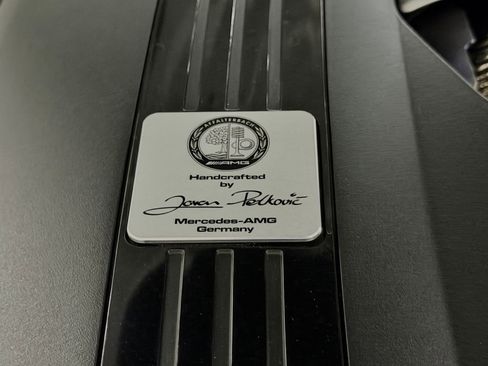 AFFALTERBACH
AMG
Handcrafted
by
Jovan Petković
Mercedes-AMG
Germany